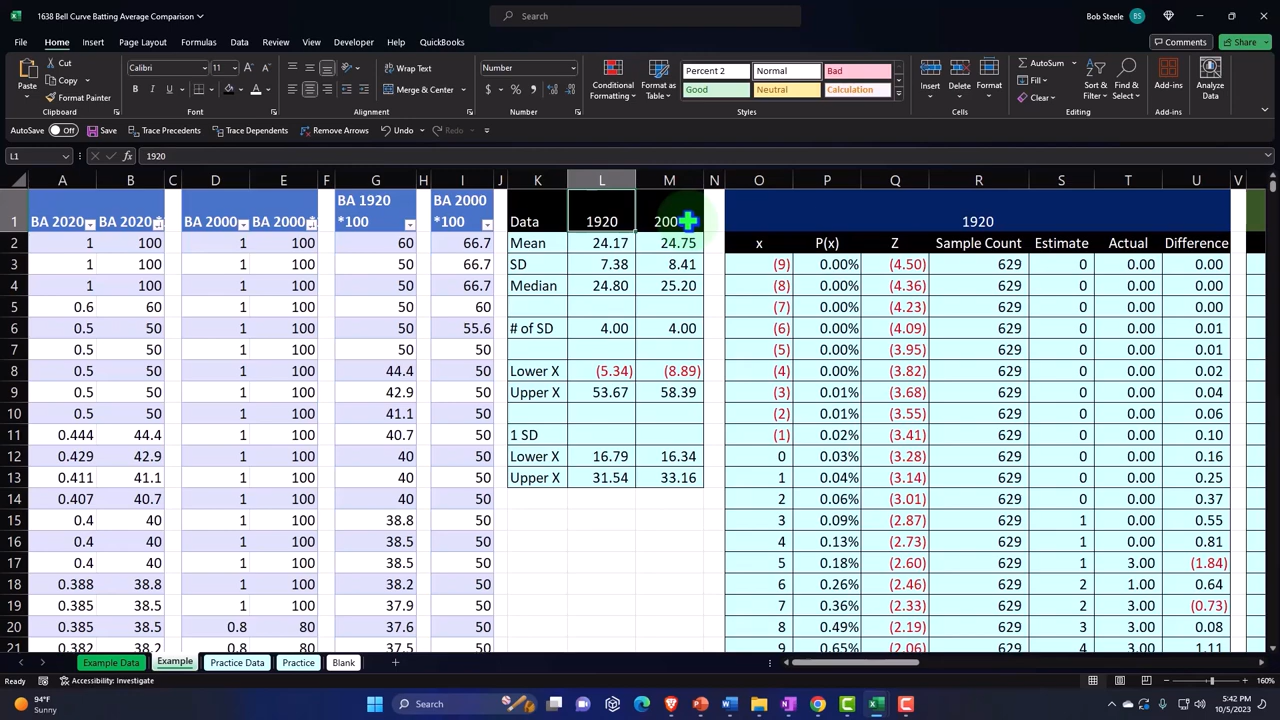 1638 Bell Curve Batting Average Comparison
Search
Bob Steele BS
File Home Insert Page Layout Formulas Data Review View Developer Help QuickBooks Comments Share
Paste Cut Copy Format Painter
Clipboard
Calibri 11
Font
Wrap Text
Merge & Center
Alignment
Number
Number
Conditional Formatting Format as Table
Percent 2 Normal Bad
Good Neutral Calculation
Styles
Insert Delete Format
Cells
AutoSum Fill Clear
Sort & Filter Find & Select
Editing
Add-ins
Add-ins
Analyze Data
AutoSave Off Save Trace Precedents Trace Dependents Remove Arrows Undo Redo
L1 fx 1920
A B C D E F G H I J K L M N O P Q R S T U V
1 BA 2020 BA 2020 * BA 2000 BA 2000 * BA 1920 *100 BA 2000 *100 Data 1920 200 1920
2 1 100 1 100 60 66.7 Mean 24.17 24.75 x P(x) Z Sample Count Estimate Actual Difference
3 1 100 1 100 50 66.7 SD 7.38 8.41 (9) 0.00% (4.50) 629 0 0.00 0.00
4 1 100 1 100 50 66.7 Median 24.80 25.20 (8) 0.00% (4.36) 629 0 0.00 0.00
5 0.6 60 1 100 50 60 (7) 0.00% (4.23) 629 0 0.00 0.00
6 0.5 50 1 100 50 55.6 # of SD 4.00 4.00 (6) 0.00% (4.09) 629 0 0.00 0.01
7 0.5 50 1 100 50 50 (5) 0.00% (3.95) 629 0 0.00 0.01
8 0.5 50 1 100 44.4 50 Lower X (5.34) (8.89) (4) 0.00% (3.82) 629 0 0.00 0.02
9 0.5 50 1 100 42.9 50 Upper X 53.67 58.39 (3) 0.01% (3.68) 629 0 0.00 0.04
10 0.5 50 1 100 41.1 50 (2) 0.01% (3.55) 629 0 0.00 0.06
11 0.444 44.4 1 100 40.7 50 1 SD (1) 0.02% (3.41) 629 0 0.00 0.10
12 0.429 42.9 1 100 40 50 Lower X 16.79 16.34 0 0.03% (3.28) 629 0 0.00 0.16
13 0.411 41.1 1 100 40 50 Upper X 31.54 33.16 1 0.04% (3.14) 629 0 0.00 0.25
14 0.407 40.7 1 100 40 50 2 0.06% (3.01) 629 0 0.00 0.37
15 0.4 40 1 100 38.8 50 3 0.09% (2.87) 629 1 0.00 0.55
16 0.4 40 1 100 38.5 50 4 0.13% (2.73) 629 1 0.00 0.81
17 0.4 40 1 100 38.5 50 5 0.18% (2.60) 629 1 3.00 (1.84)
18 0.388 38.8 1 100 38.2 50 6 0.26% (2.46) 629 2 1.00 0.64
19 0.385 38.5 1 100 37.9 50 7 0.36% (2.33) 629 2 3.00 (0.73)
20 0.385 38.5 0.8 80 37.6 50 8 0.49% (2.19) 629 3 3.00 0.08
21 0.382 38.2 0.8 80 37.5 50 9 0.65% (2.06) 629 4 3.00 1.11
Example Data Example Practice Data Practice Blank
Ready Accessibility: Investigate 160%
94°F
Sunny
Search
5:42 PM
10/5/2023